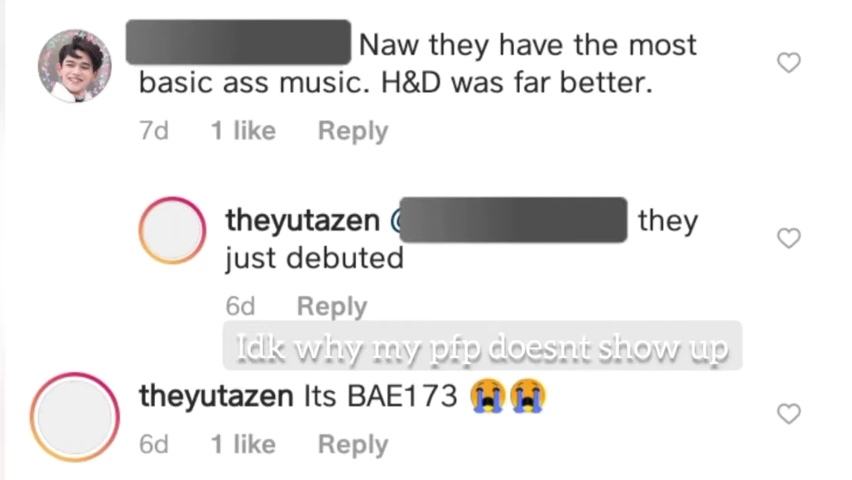 Naw they have the most
basic ass music. H&D was far better.
7d 1 like Reply
theyutazen @ they
just debuted
6d Reply
Idk why my pfp doesnt show up
theyutazen Its BAE173 😭😭
6d 1 like Reply